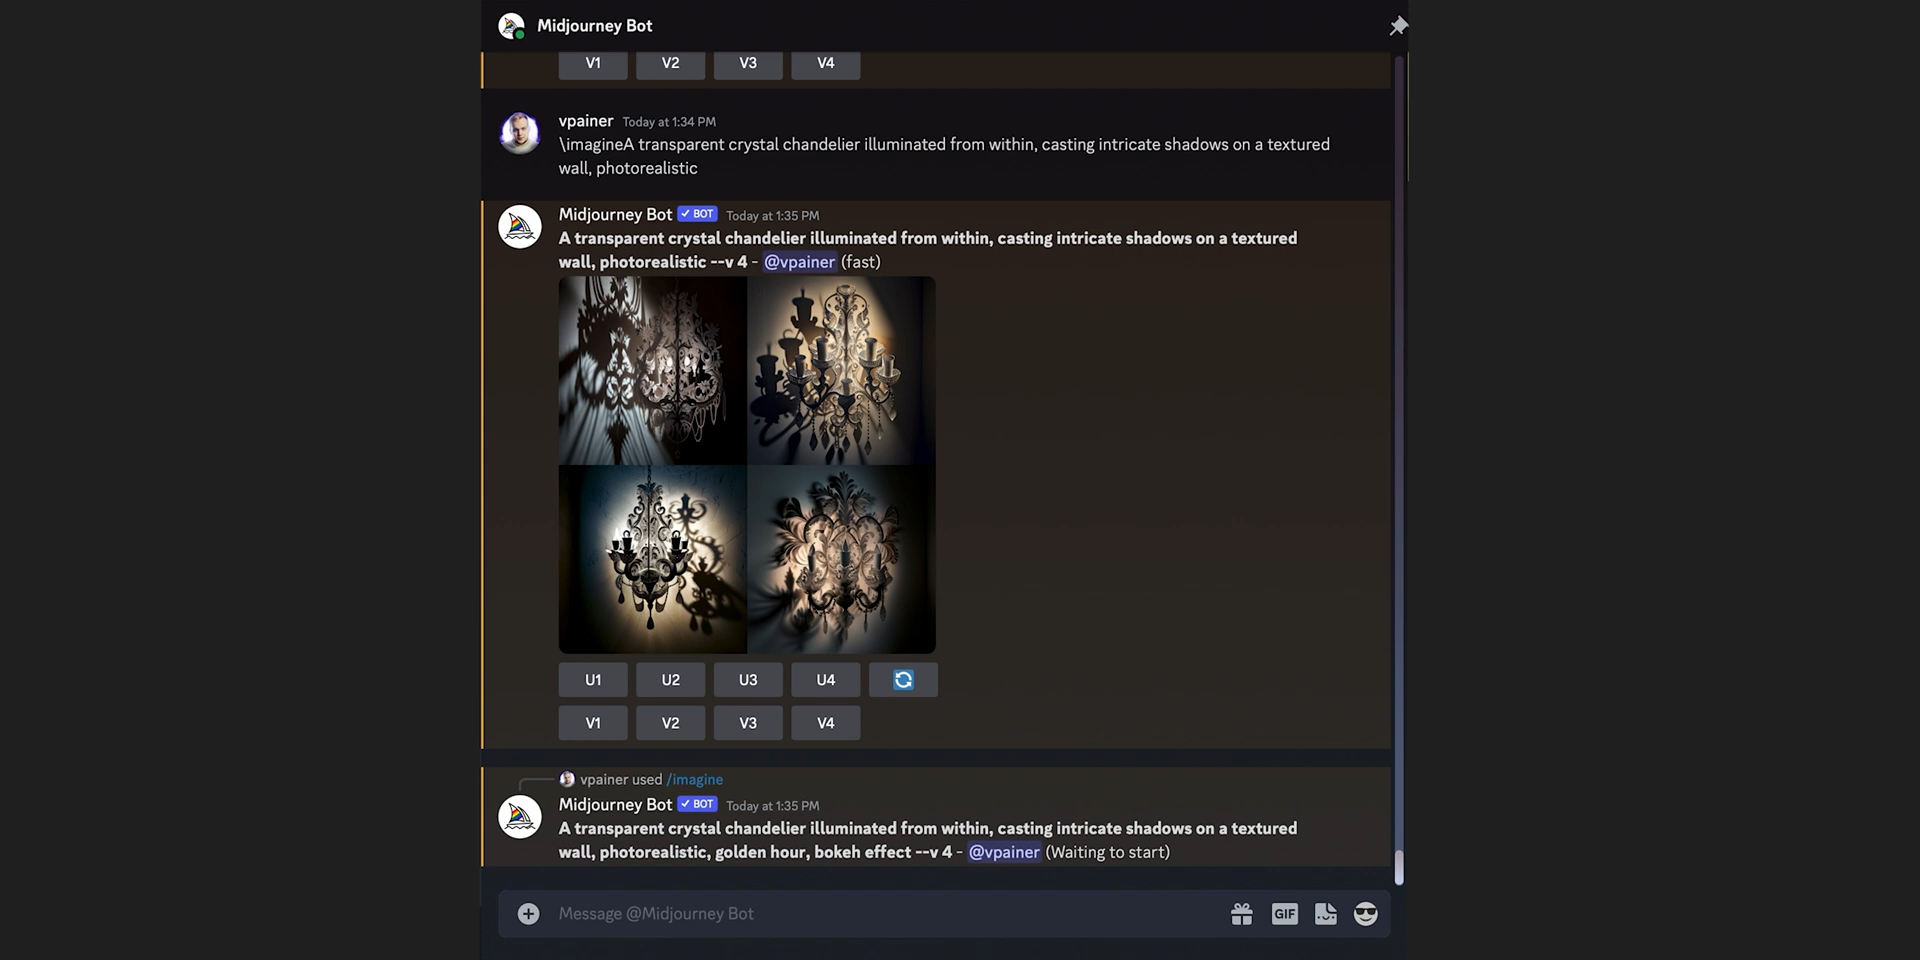 Midjourney Bot
V1 V2 V3 V4
vpainer Today at 1:34 PM
\imagineA transparent crystal chandelier illuminated from within, casting intricate shadows on a textured
wall, photorealistic
Midjourney Bot ✓ BOT Today at 1:35 PM
A transparent crystal chandelier illuminated from within, casting intricate shadows on a textured
wall, photorealistic --v 4 - @vpainer (fast)
U1 U2 U3 U4
V1 V2 V3 V4
vpainer used /imagine
Midjourney Bot ✓ BOT Today at 1:35 PM
A transparent crystal chandelier illuminated from within, casting intricate shadows on a textured
wall, photorealistic, golden hour, bokeh effect --v 4 - @vpainer (Waiting to start)
Message @Midjourney Bot GIF